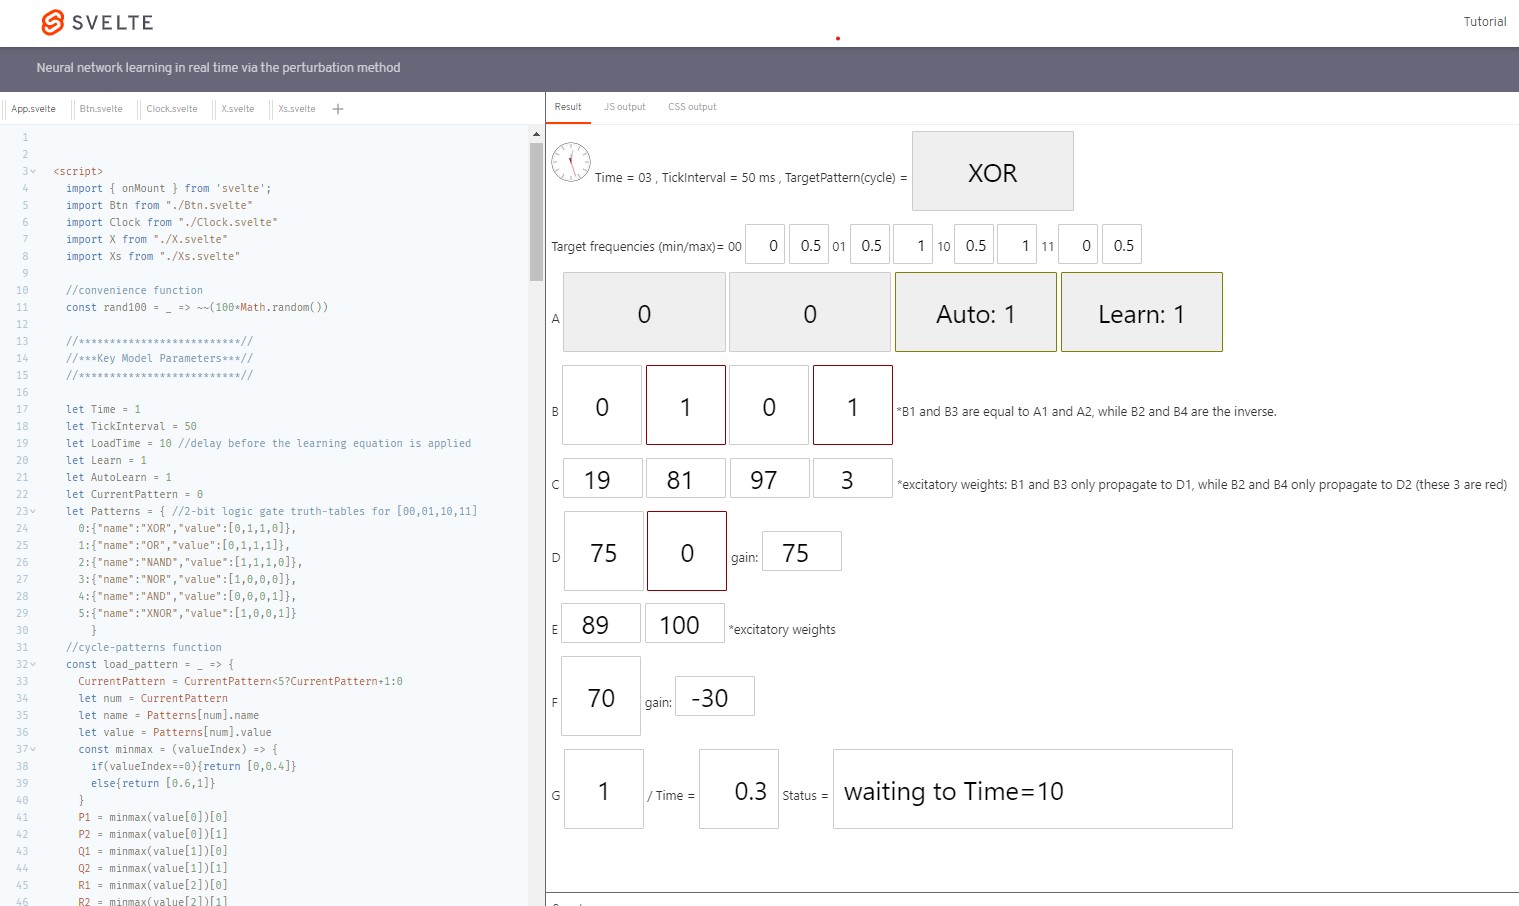 SVELTE
Tutorial
Neural network learning in real time via the perturbation method
App.svelte Btn.svelte Clock.svelte X.svelte Xs.svelte +
1
2
3 <script>
4 import { onMount } from 'svelte';
5 import Btn from "./Btn.svelte"
6 import Clock from "./Clock.svelte"
7 import X from "./X.svelte"
8 import Xs from "./Xs.svelte"
9
10 //convenience function
11 const rand100 = _ => ~~(100*Math.random())
12
13 //**************************//
14 //***Key Model Parameters***//
15 //**************************//
16
17 let Time = 1
18 let TickInterval = 50
19 let LoadTime = 10 //delay before the learning equation is applied
20 let Learn = 1
21 let AutoLearn = 1
22 let CurrentPattern = 0
23 let Patterns = { //2-bit logic gate truth-tables for [00,01,10,11]
24 0:{"name":"XOR","value":[0,1,1,0]},
25 1:{"name":"OR","value":[0,1,1,1]},
26 2:{"name":"NAND","value":[1,1,1,0]},
27 3:{"name":"NOR","value":[1,0,0,0]},
28 4:{"name":"AND","value":[0,0,0,1]},
29 5:{"name":"XNOR","value":[1,0,0,1]}
30 }
31 //cycle-patterns function
32 const load_pattern = _ => {
33 CurrentPattern = CurrentPattern<5?CurrentPattern+1:0
34 let num = CurrentPattern
35 let name = Patterns[num].name
36 let value = Patterns[num].value
37 const minmax = (valueIndex) => {
38 if(valueIndex==0){return [0,0.4]}
39 else{return [0.6,1]}
40 }
41 P1 = minmax(value[0])[0]
42 P2 = minmax(value[0])[1]
43 Q1 = minmax(value[1])[0]
44 Q2 = minmax(value[1])[1]
45 R1 = minmax(value[2])[0]
46 R2 = minmax(value[2])[1]
Result JS output CSS output
Time = 03 , TickInterval = 50 ms , TargetPattern(cycle) = XOR
Target frequencies (min/max)= 00 0 0.5 01 0.5 1 10 0.5 1 11 0 0.5
A 0 0 Auto: 1 Learn: 1
B 0 1 0 1 *B1 and B3 are equal to A1 and A2, while B2 and B4 are the inverse.
C 19 81 97 3 *excitatory weights: B1 and B3 only propagate to D1, while B2 and B4 only propagate to D2 (these 3 are red)
D 75 0 gain: 75
E 89 100 *excitatory weights
F 70 gain: -30
G 1 / Time = 0.3 Status = waiting to Time=10